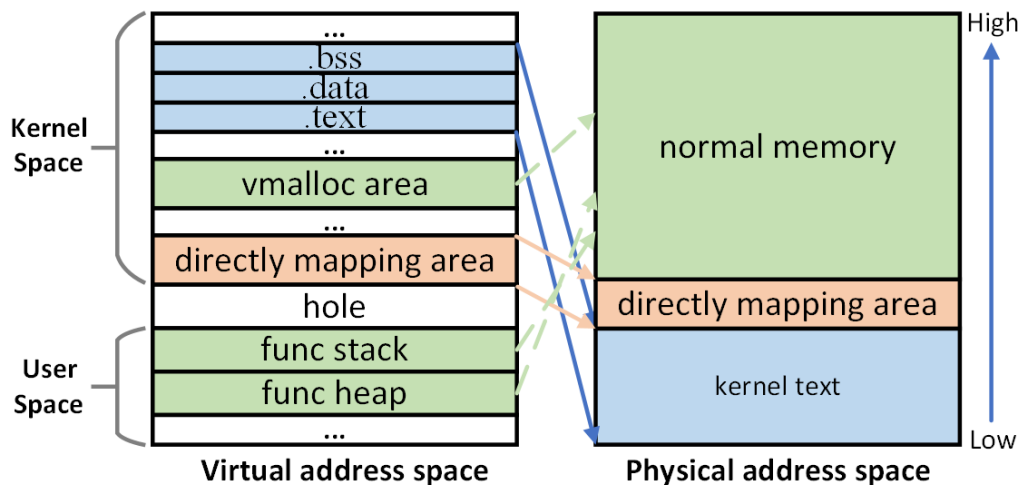 ...
.bss
.data
.text
...
vmalloc area
...
directly mapping area
hole
func stack
func heap
...
Kernel
Space
User
Space
Virtual address space
normal memory
directly mapping area
kernel text
Physical address space
High
Low